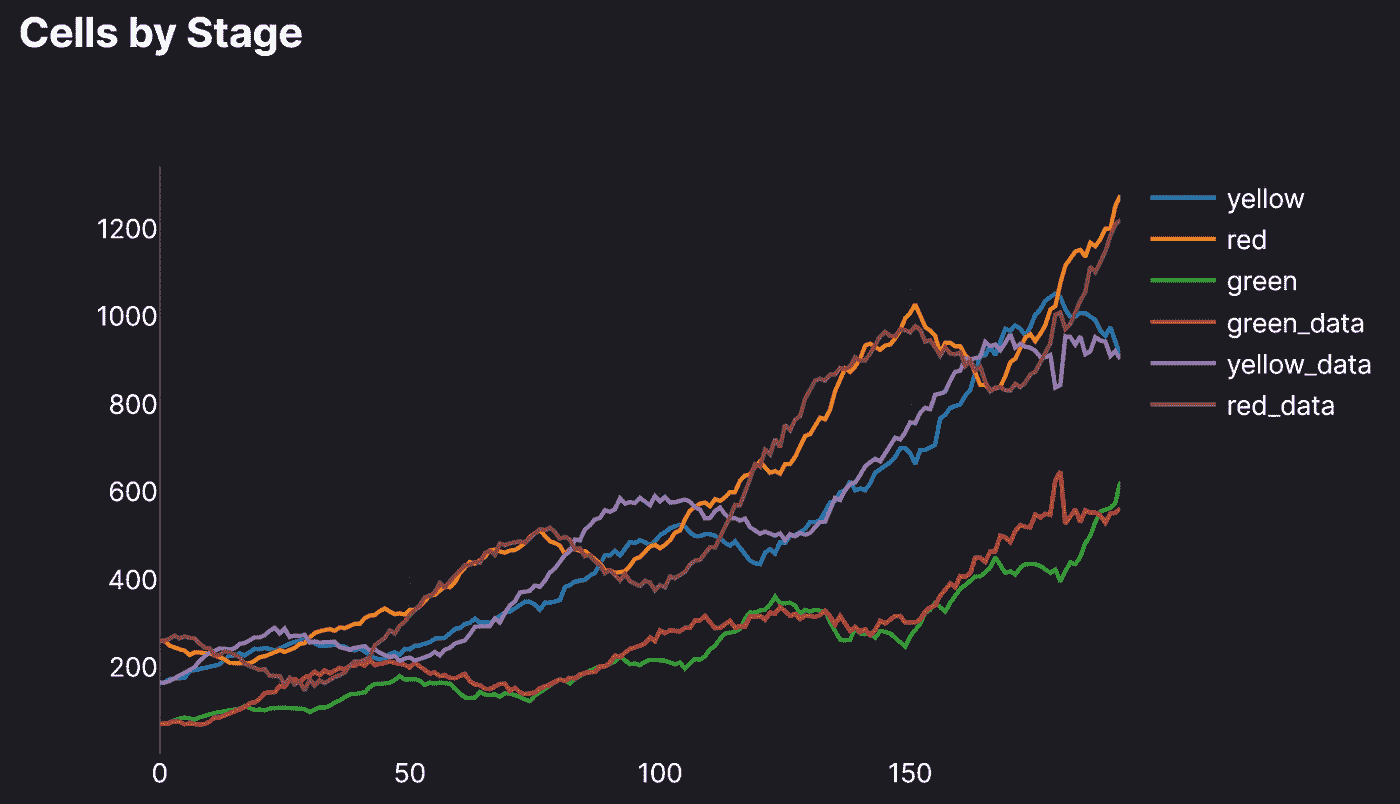 Cells by Stage
1200
1000
800
600
400
200
0 50 100 150
yellow
red
green
green_data
yellow_data
red_data